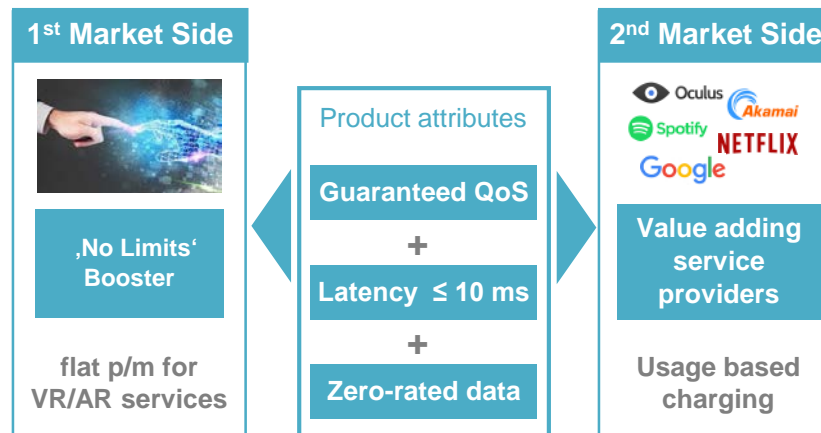 1st Market Side
‚No Limits‘
Booster
flat p/m for
VR/AR services
Product attributes
Guaranteed QoS
+
Latency ≤ 10 ms
+
Zero-rated data
2nd Market Side
Oculus
Akamai
Spotify
NETFLIX
Google
Value adding
service
providers
Usage based
charging